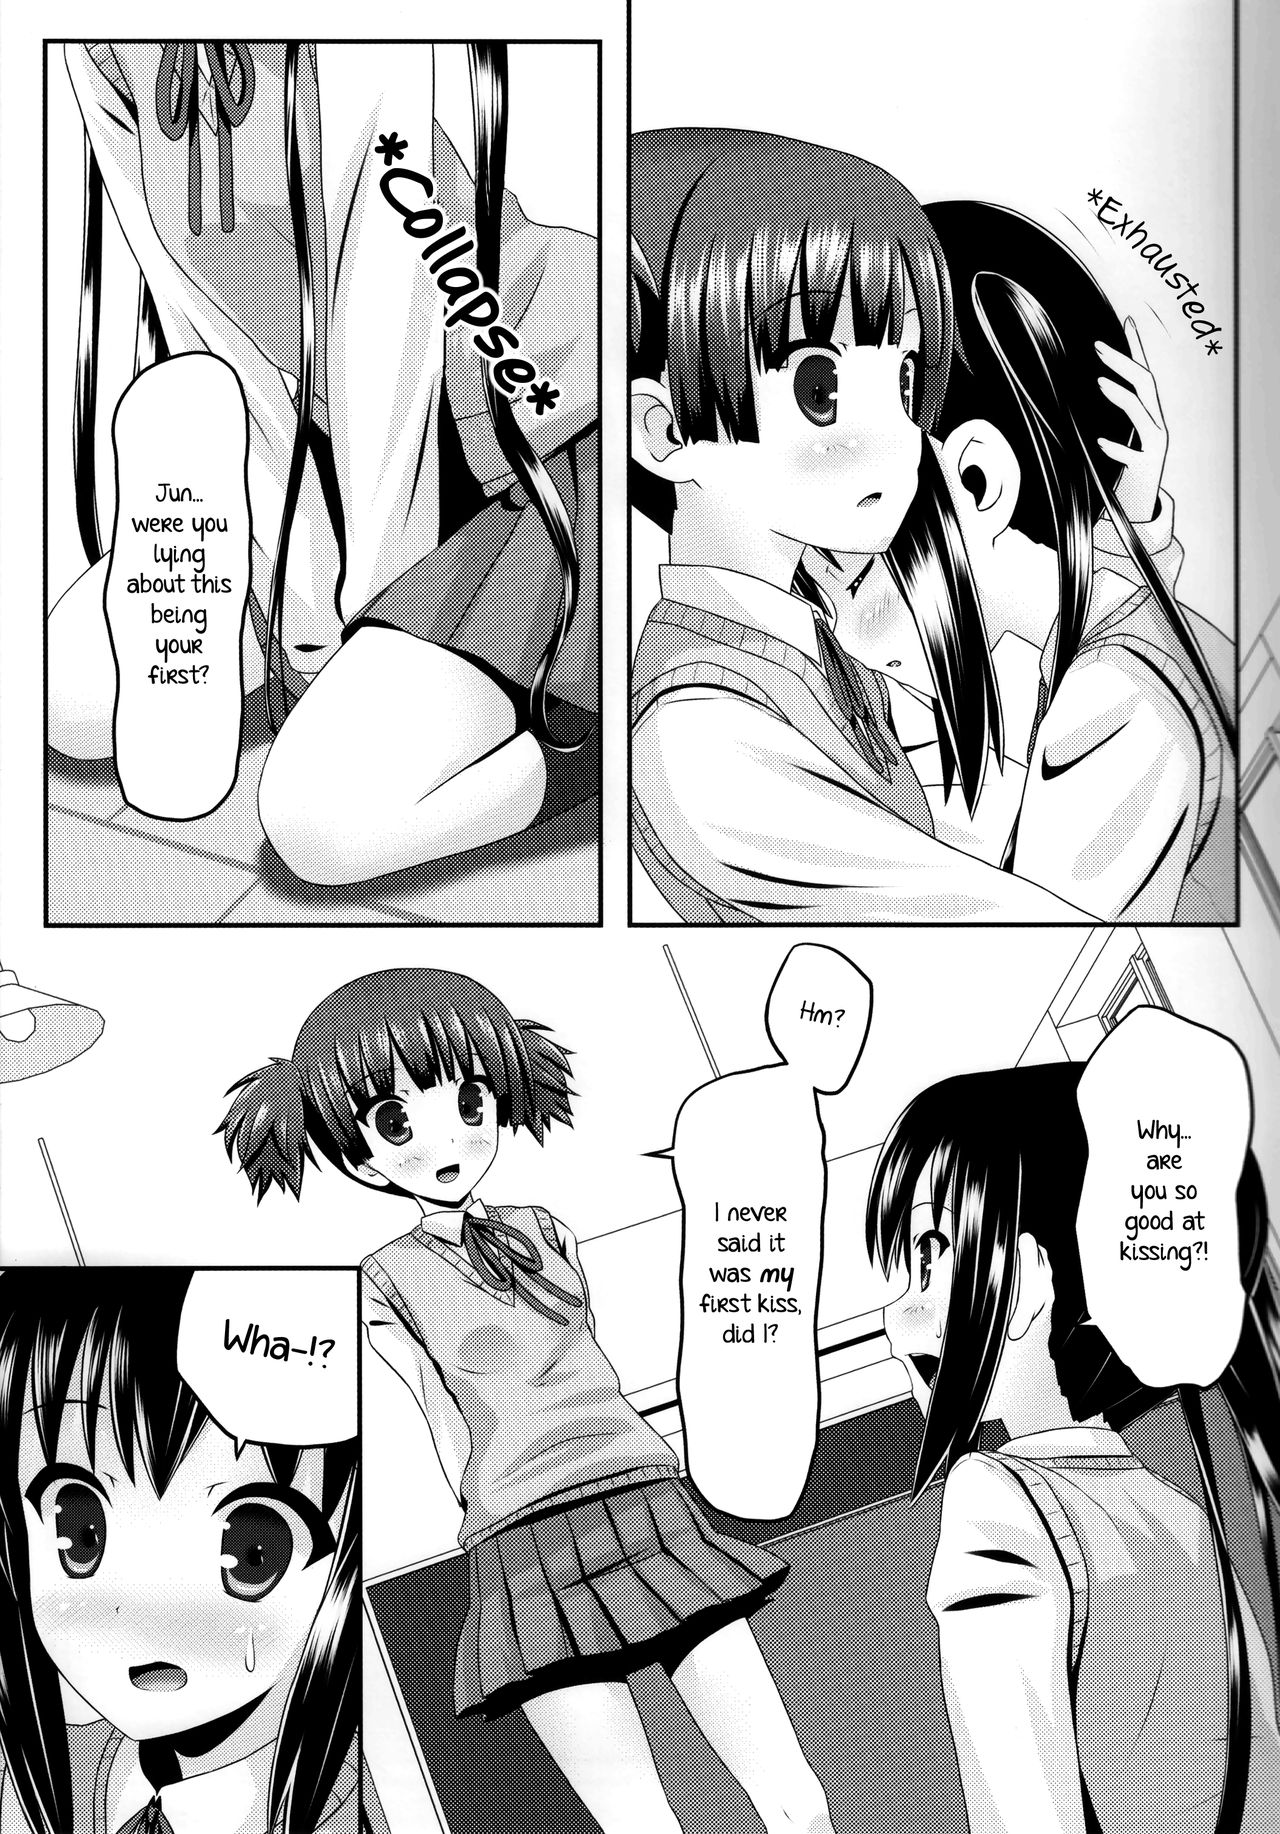 *Exhausted*
*Collapse*
Jun...
were you
lying
about this
being
your
first?
Why...
are
you so
good at
kissing?!
Hm?
I never
said it
was my
first kiss,
did I?
Wha-!?